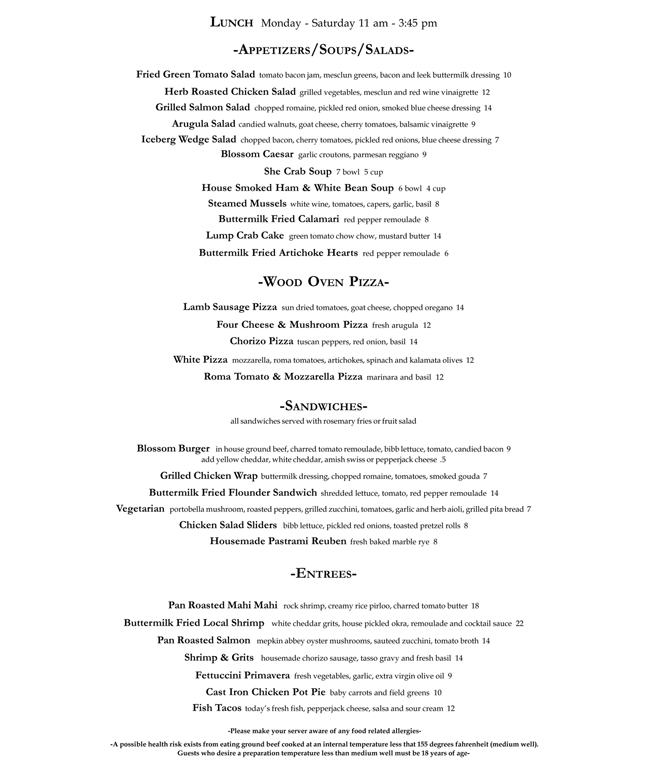 LUNCH Monday - Saturday 11 am - 3:45 pm
-APPETIZERS/SOUPS/SALADS-
Fried Green Tomato Salad tomato bacon jam, mesclun greens, bacon and leek buttermilk dressing 10
Herb Roasted Chicken Salad grilled vegetables, mesclun and red wine vinaigrette 12
Grilled Salmon Salad chopped romaine, pickled red onion, smoked blue cheese dressing 14
Arugula Salad candied walnuts, goat cheese, cherry tomatoes, balsamic vinaigrette 9
Iceberg Wedge Salad chopped bacon, cherry tomatoes, pickled red onions, blue cheese dressing 7
Blossom Caesar garlic croutons, parmesan reggiano 9
She Crab Soup 7 bowl 5 cup
House Smoked Ham & White Bean Soup 6 bowl 4 cup
Steamed Mussels white wine, tomatoes, capers, garlic, basil 8
Buttermilk Fried Calamari red pepper remoulade 8
Lump Crab Cake green tomato chow chow, mustard butter 14
Buttermilk Fried Artichoke Hearts red pepper remoulade 6
-WOOD OVEN PIZZA-
Lamb Sausage Pizza sun dried tomatoes, goat cheese, chopped oregano 14
Four Cheese & Mushroom Pizza fresh arugula 12
Chorizo Pizza tuscan peppers, red onion, basil 14
White Pizza mozzarella, roma tomatoes, artichokes, spinach and kalamata olives 12
Roma Tomato & Mozzarella Pizza marinara and basil 12
-SANDWICHES-
all sandwiches served with rosemary fries or fruit salad
Blossom Burger in house ground beef, charred tomato remoulade, bibb lettuce, tomato, candied bacon 9
add yellow cheddar, white cheddar, amish swiss or pepperjack cheese .5
Grilled Chicken Wrap buttermilk dressing, chopped romaine, tomatoes, smoked gouda 7
Buttermilk Fried Flounder Sandwich shredded lettuce, tomato, red pepper remoulade 14
Vegetarian portobella mushroom, roasted peppers, grilled zucchini, tomatoes, garlic and herb aioli, grilled pita bread 7
Chicken Salad Sliders bibb lettuce, pickled red onions, toasted pretzel rolls 8
Housemade Pastrami Reuben fresh baked marble rye 8
-ENTREES-
Pan Roasted Mahi Mahi rock shrimp, creamy rice pirloo, charred tomato butter 18
Buttermilk Fried Local Shrimp white cheddar grits, house pickled okra, remoulade and cocktail sauce 22
Pan Roasted Salmon mepkin abbey oyster mushrooms, sauteed zucchini, tomato broth 14
Shrimp & Grits housemade chorizo sausage, tasso gravy and fresh basil 14
Fettuccini Primavera fresh vegetables, garlic, extra virgin olive oil 9
Cast Iron Chicken Pot Pie baby carrots and field greens 10
Fish Tacos today's fresh fish, pepperjack cheese, salsa and sour cream 12
-Please make your server aware of any food related allergies-
-A possible health risk exists from eating ground beef cooked at an internal temperature less that 155 degrees fahrenheit (medium well).
Guests who desire a preparation temperature less than medium well must be 18 years of age-